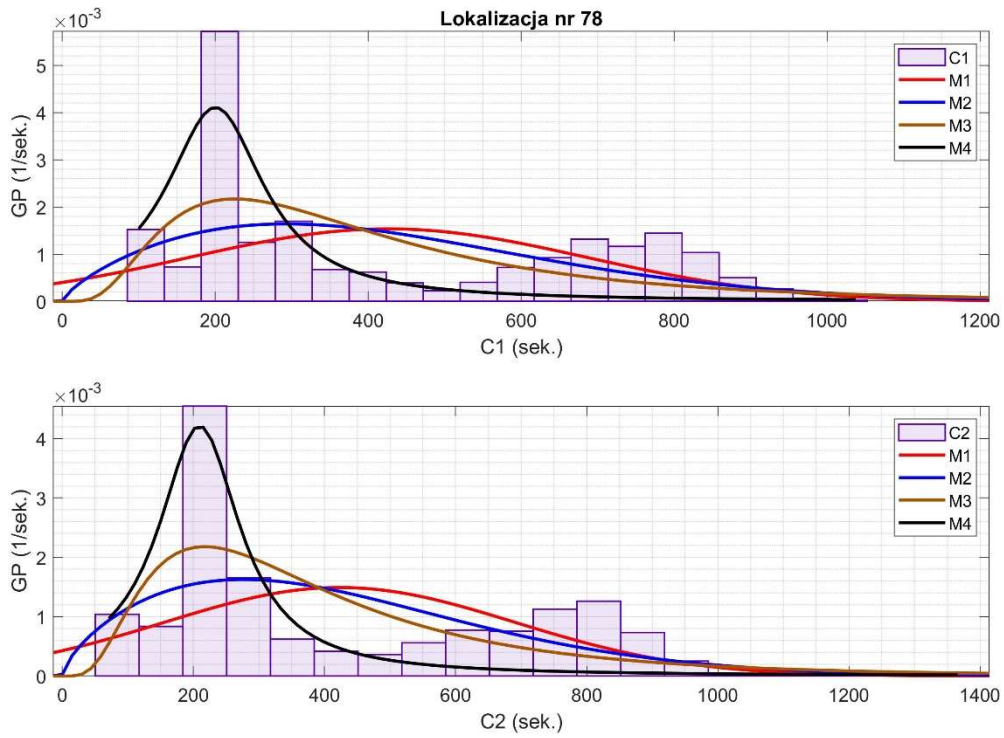 Lokalizacja nr 78
×10⁻³
GP (1/sek.)
5
4
3
2
1
0
C1
M1
M2
M3
M4
0 200 400 600 800 1000 1200
C1 (sek.)
×10⁻³
GP (1/sek.)
4
3
2
1
0
C2
M1
M2
M3
M4
0 200 400 600 800 1000 1200 1400
C2 (sek.)